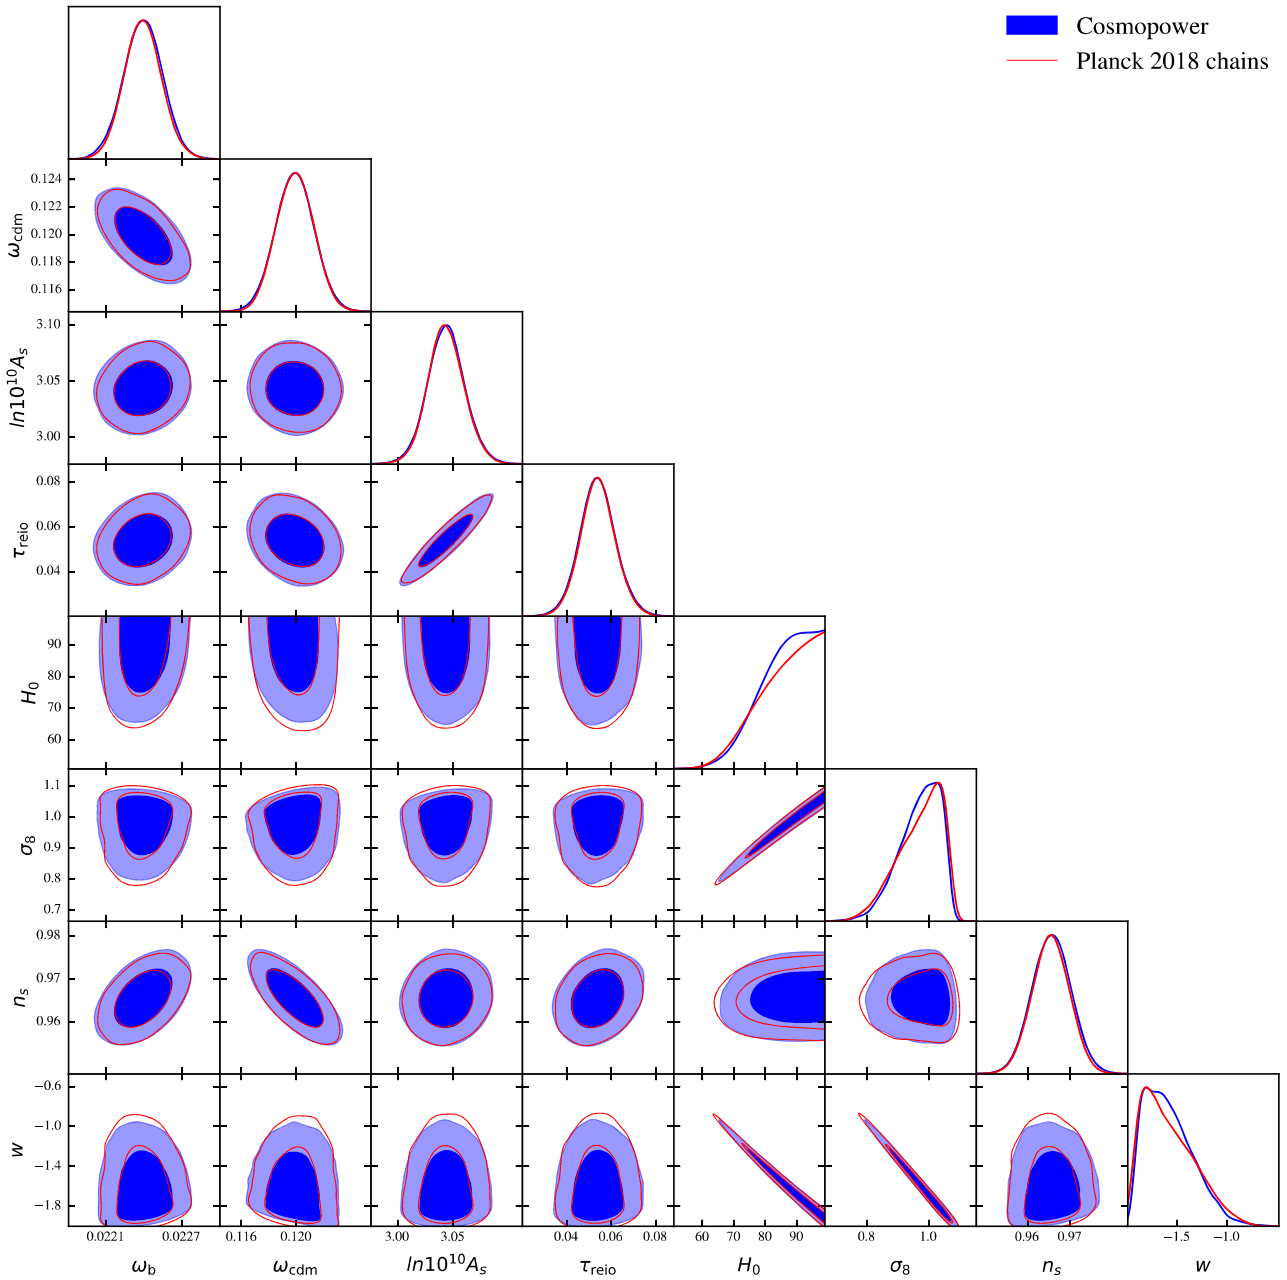 Cosmopower
Planck 2018 chains
0.124
0.122
0.120
0.118
0.116
ω_cdm
3.10
3.05
3.00
ln10^10A_s
0.08
0.06
0.04
τ_reio
90
80
70
60
H_0
1.1
1.0
0.9
0.8
0.7
σ_8
0.98
0.97
0.96
n_s
−0.6
−1.0
−1.4
−1.8
w
0.0221 0.0227 0.116 0.120 3.00 3.05 0.04 0.06 0.08 60 70 80 90 0.8 1.0 0.96 0.97 −1.5 −1.0
ω_b ω_cdm ln10^10A_s τ_reio H_0 σ_8 n_s w